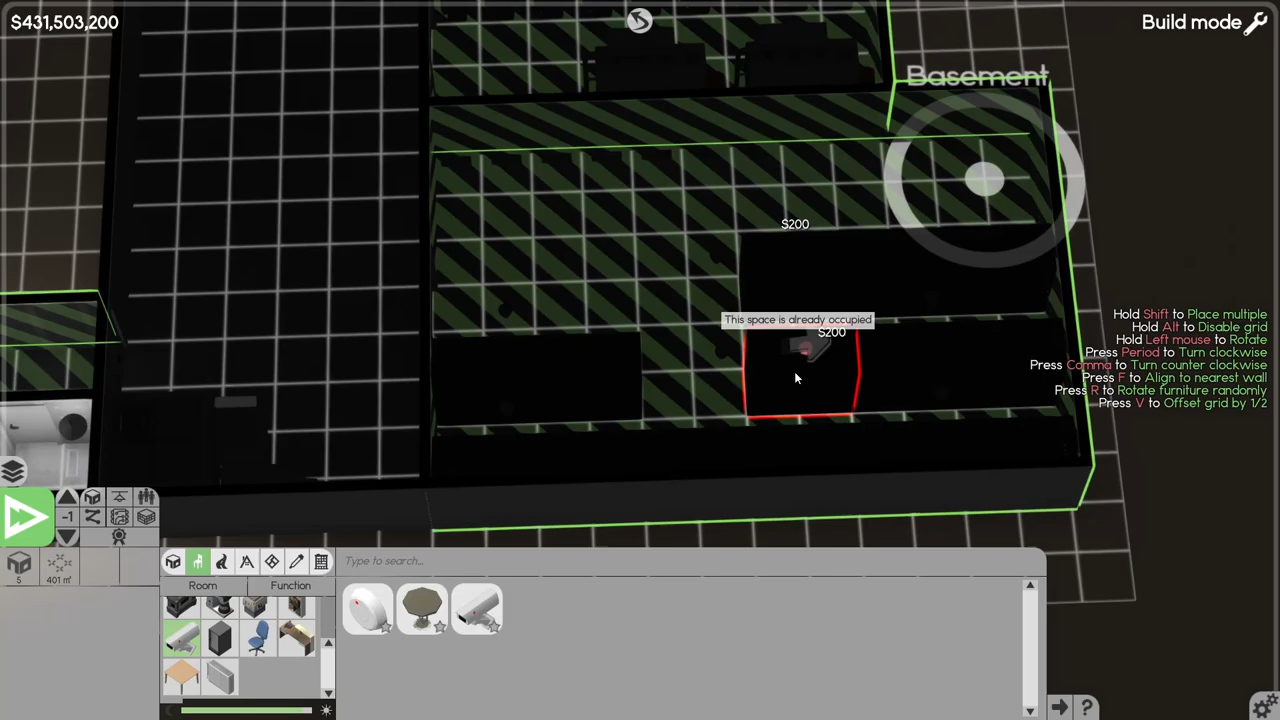 $431,503,200
Build mode
Basement
$200
This space is already occupied
$200
Hold Shift to Place multiple
Hold Alt to Disable grid
Hold Left mouse to Rotate
Press Period to Turn clockwise
Press Comma to Turn counter clockwise
Press F to Align to nearest wall
Press R to Rotate furniture randomly
Press V to Offset grid by 1/2
-1
5
401 m²
Type to search...
Room
Function
?